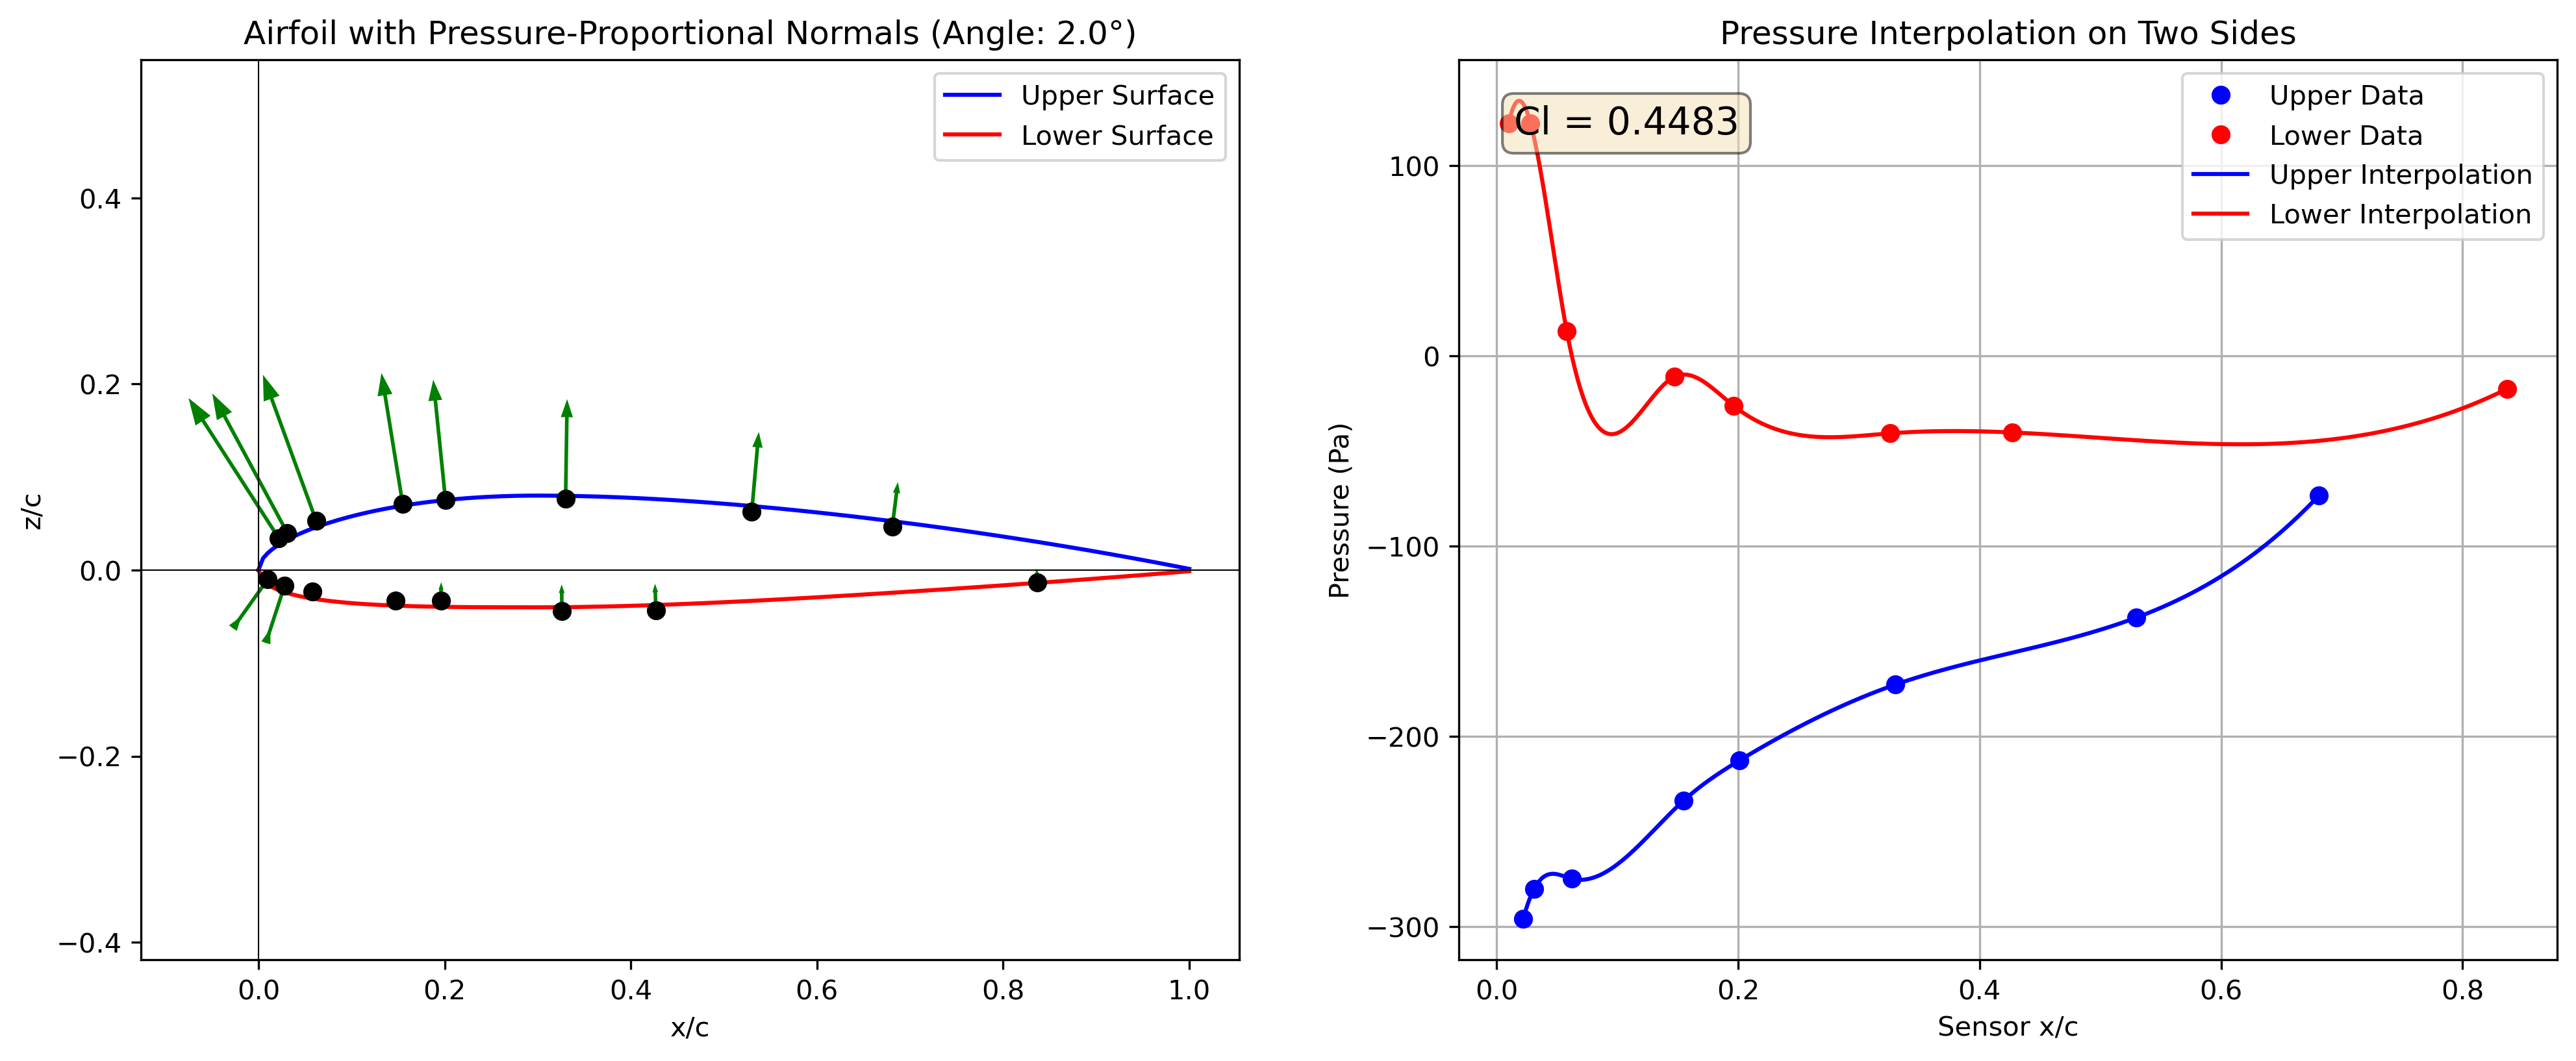 Airfoil with Pressure-Proportional Normals (Angle: 2.0°)
Upper Surface
Lower Surface
0.4
0.2
0.0
−0.2
−0.4
z/c
0.0 0.2 0.4 0.6 0.8 1.0
x/c
Pressure Interpolation on Two Sides
Cl = 0.4483
Upper Data
Lower Data
Upper Interpolation
Lower Interpolation
100
0
−100
−200
−300
Pressure (Pa)
0.0 0.2 0.4 0.6 0.8
Sensor x/c